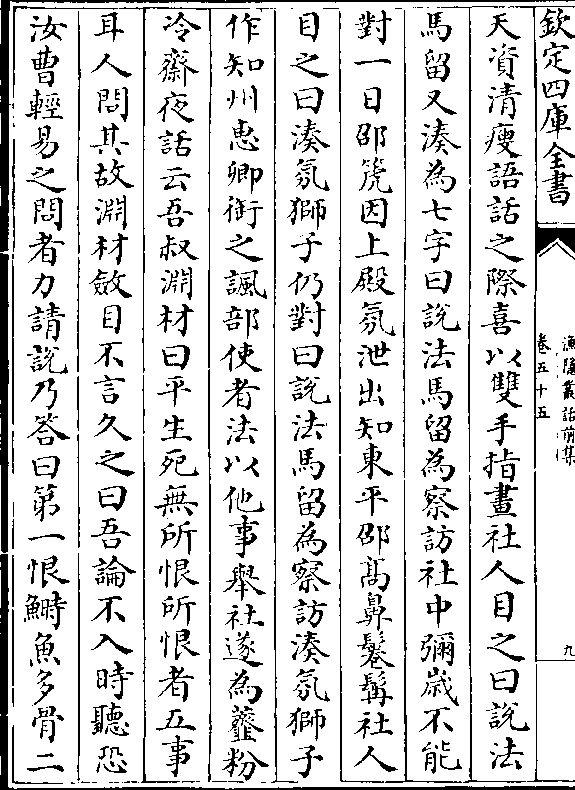 欽定四庫全書
漁隱叢話前集
卷五十五
九
天資清瘦語話之際喜以雙手指畫社人目之曰說法
馬留又湊為七字曰說法馬留為察訪社中彌歲不能
對一日邵箎因上殿氛泄出知東平邵髙鼻鬈髯社人
目之曰湊氛獅子仍對曰說法馬留為察訪湊氛獅子
作知州恵卿銜之諷部使者法以他事舉社遂為虀粉
冷齋夜話云吾叔淵材曰平生死無所恨所恨者五事
耳人問其故淵材斂目不言久之曰吾論不入時聽恐
汝曹輕易之問者力請說乃答曰第一恨鰣魚多骨二